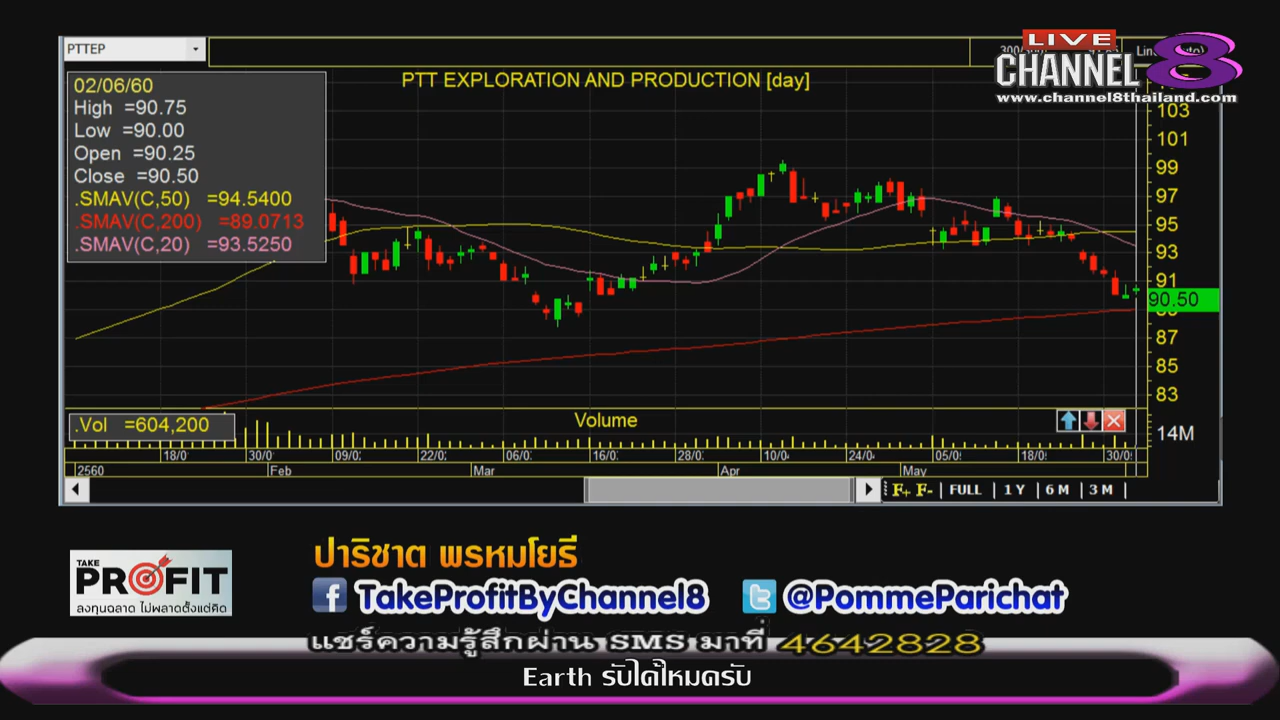 PTTEP
LIVE
CHANNEL 8
www.channel8thailand.com
PTT EXPLORATION AND PRODUCTION [day]
02/06/60
High =90.75
Low =90.00
Open =90.25
Close =90.50
.SMAV(C,50) =94.5400
.SMAV(C,200) =89.0713
.SMAV(C,20) =93.5250
103
101
99
97
95
93
91
90.50
87
85
83
.Vol =604,200
Volume
14M
18/0 30/0 09/0 22/0 06/0 16/0 28/0 10/0 24/0 05/0 18/0 30/0
2560 Feb Mar Apr May
F+ F- FULL 1 Y 6 M 3 M
TAKE
PROFIT
ลงทุนฉลาด ไม่พลาดตั้งแต่คิด
ปาริชาต พรหมโยธี
TakeProfitByChannel8 @PommeParichat
แชร์ความรู้สึกผ่าน SMS มาที่ 4642828
Earth รับได้ไหมครับ